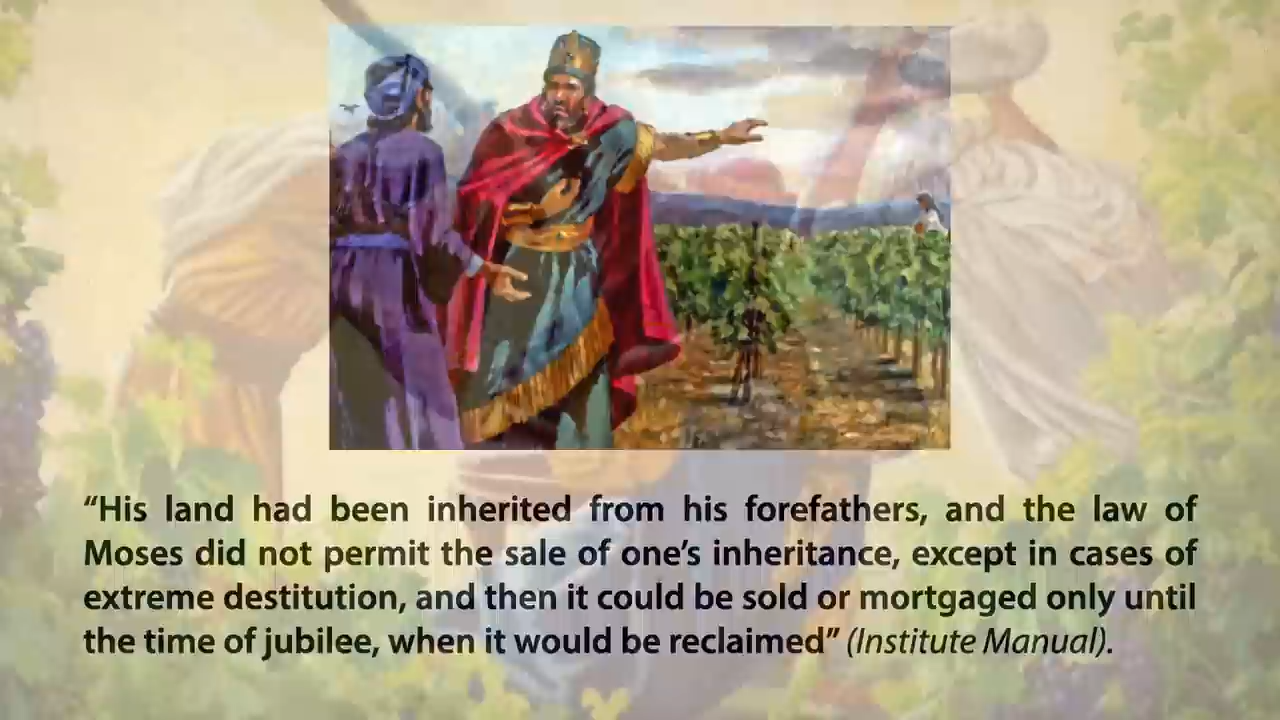 “His land had been inherited from his forefathers, and the law of
Moses did not permit the sale of one’s inheritance, except in cases of
extreme destitution, and then it could be sold or mortgaged only until
the time of jubilee, when it would be reclaimed” (Institute Manual).